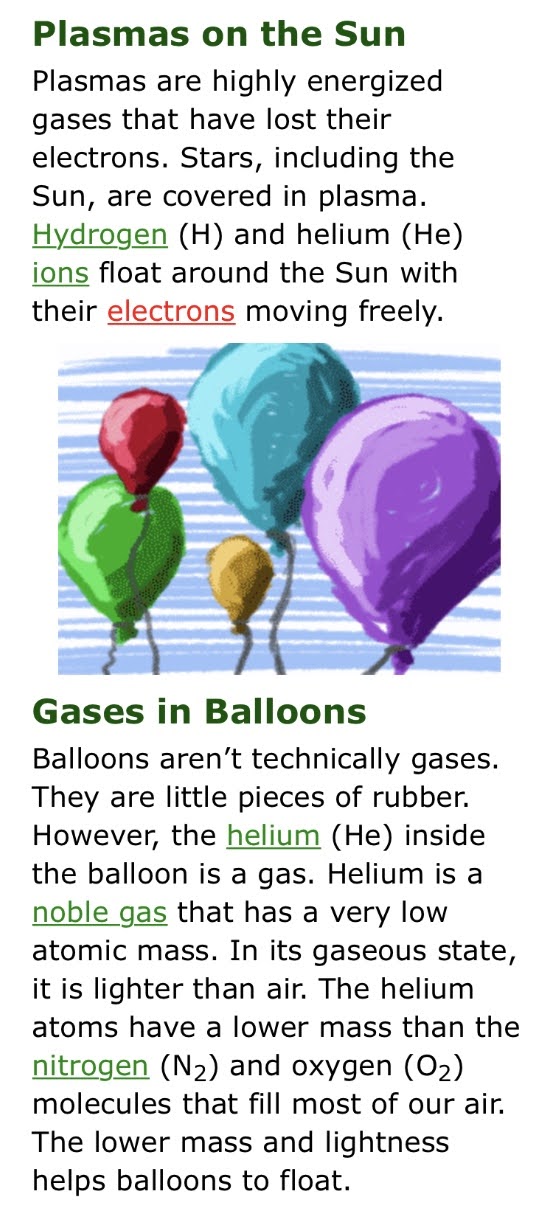 Plasmas on the Sun
Plasmas are highly energized
gases that have lost their
electrons. Stars, including the
Sun, are covered in plasma.
Hydrogen (H) and helium (He)
ions float around the Sun with
their electrons moving freely.
Gases in Balloons
Balloons aren’t technically gases.
They are little pieces of rubber.
However, the helium (He) inside
the balloon is a gas. Helium is a
noble gas that has a very low
atomic mass. In its gaseous state,
it is lighter than air. The helium
atoms have a lower mass than the
nitrogen (N₂) and oxygen (O₂)
molecules that fill most of our air.
The lower mass and lightness
helps balloons to float.